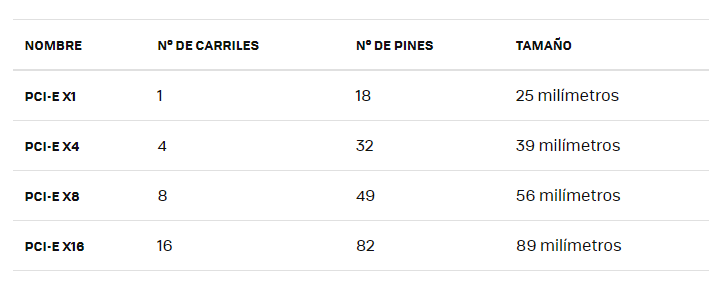 NOMBRE Nº DE CARRILES Nº DE PINES TAMAÑO
PCI-E X1 1 18 25 milímetros
PCI-E X4 4 32 39 milímetros
PCI-E X8 8 49 56 milímetros
PCI-E X16 16 82 89 milímetros